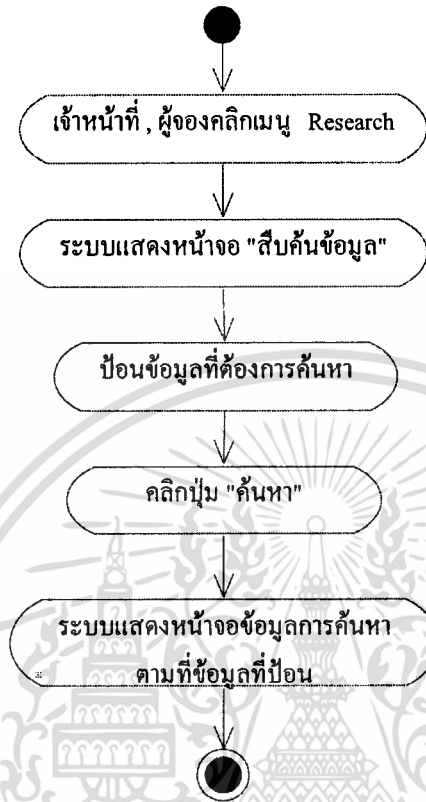 เจ้าหน้าที่ , ผู้จองคลิกเมนู Research
ระบบแสดงหน้าจอ "สืบค้นข้อมูล"
ป้อนข้อมูลที่ต้องการค้นหา
คลิกปุ่ม "ค้นหา"
ระบบแสดงหน้าจอข้อมูลการค้นหา
ตามที่ข้อมูลที่ป้อน